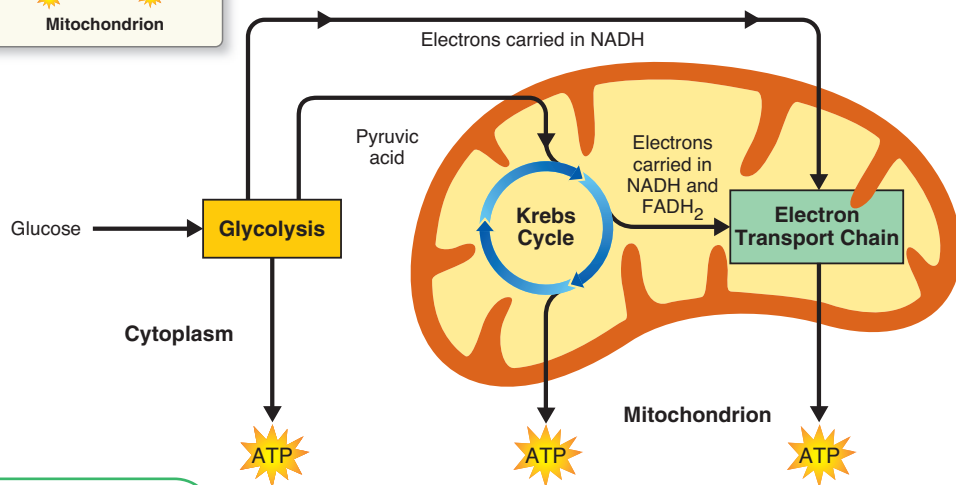 Mitochondrion
Electrons carried in NADH
Pyruvic
acid
Electrons
carried in
NADH and
FADH₂
Glucose
Glycolysis
Krebs
Cycle
Electron
Transport Chain
Cytoplasm
Mitochondrion
ATP
ATP
ATP